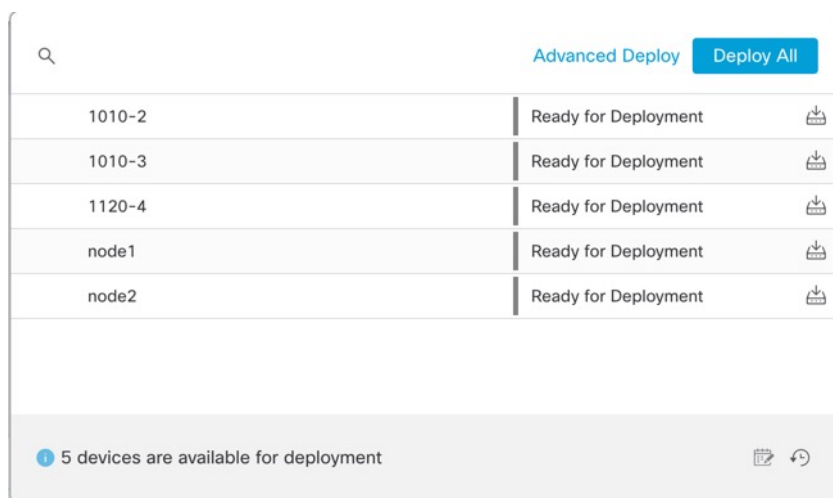 Advanced Deploy Deploy All
1010-2 Ready for Deployment
1010-3 Ready for Deployment
1120-4 Ready for Deployment
node1 Ready for Deployment
node2 Ready for Deployment
5 devices are available for deployment